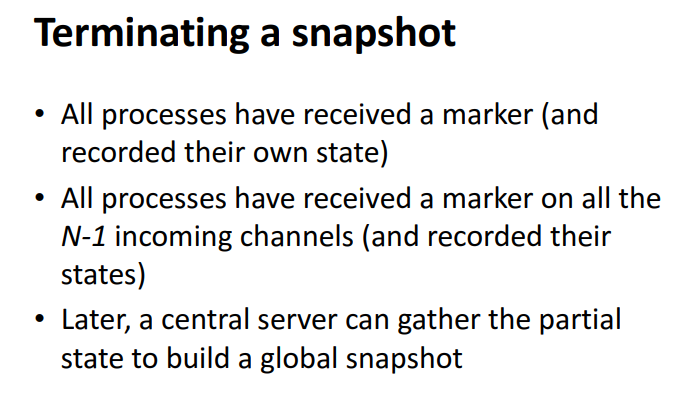 Terminating a snapshot
• All processes have received a marker (and
recorded their own state)
• All processes have received a marker on all the
N-1 incoming channels (and recorded their
states)
• Later, a central server can gather the partial
state to build a global snapshot